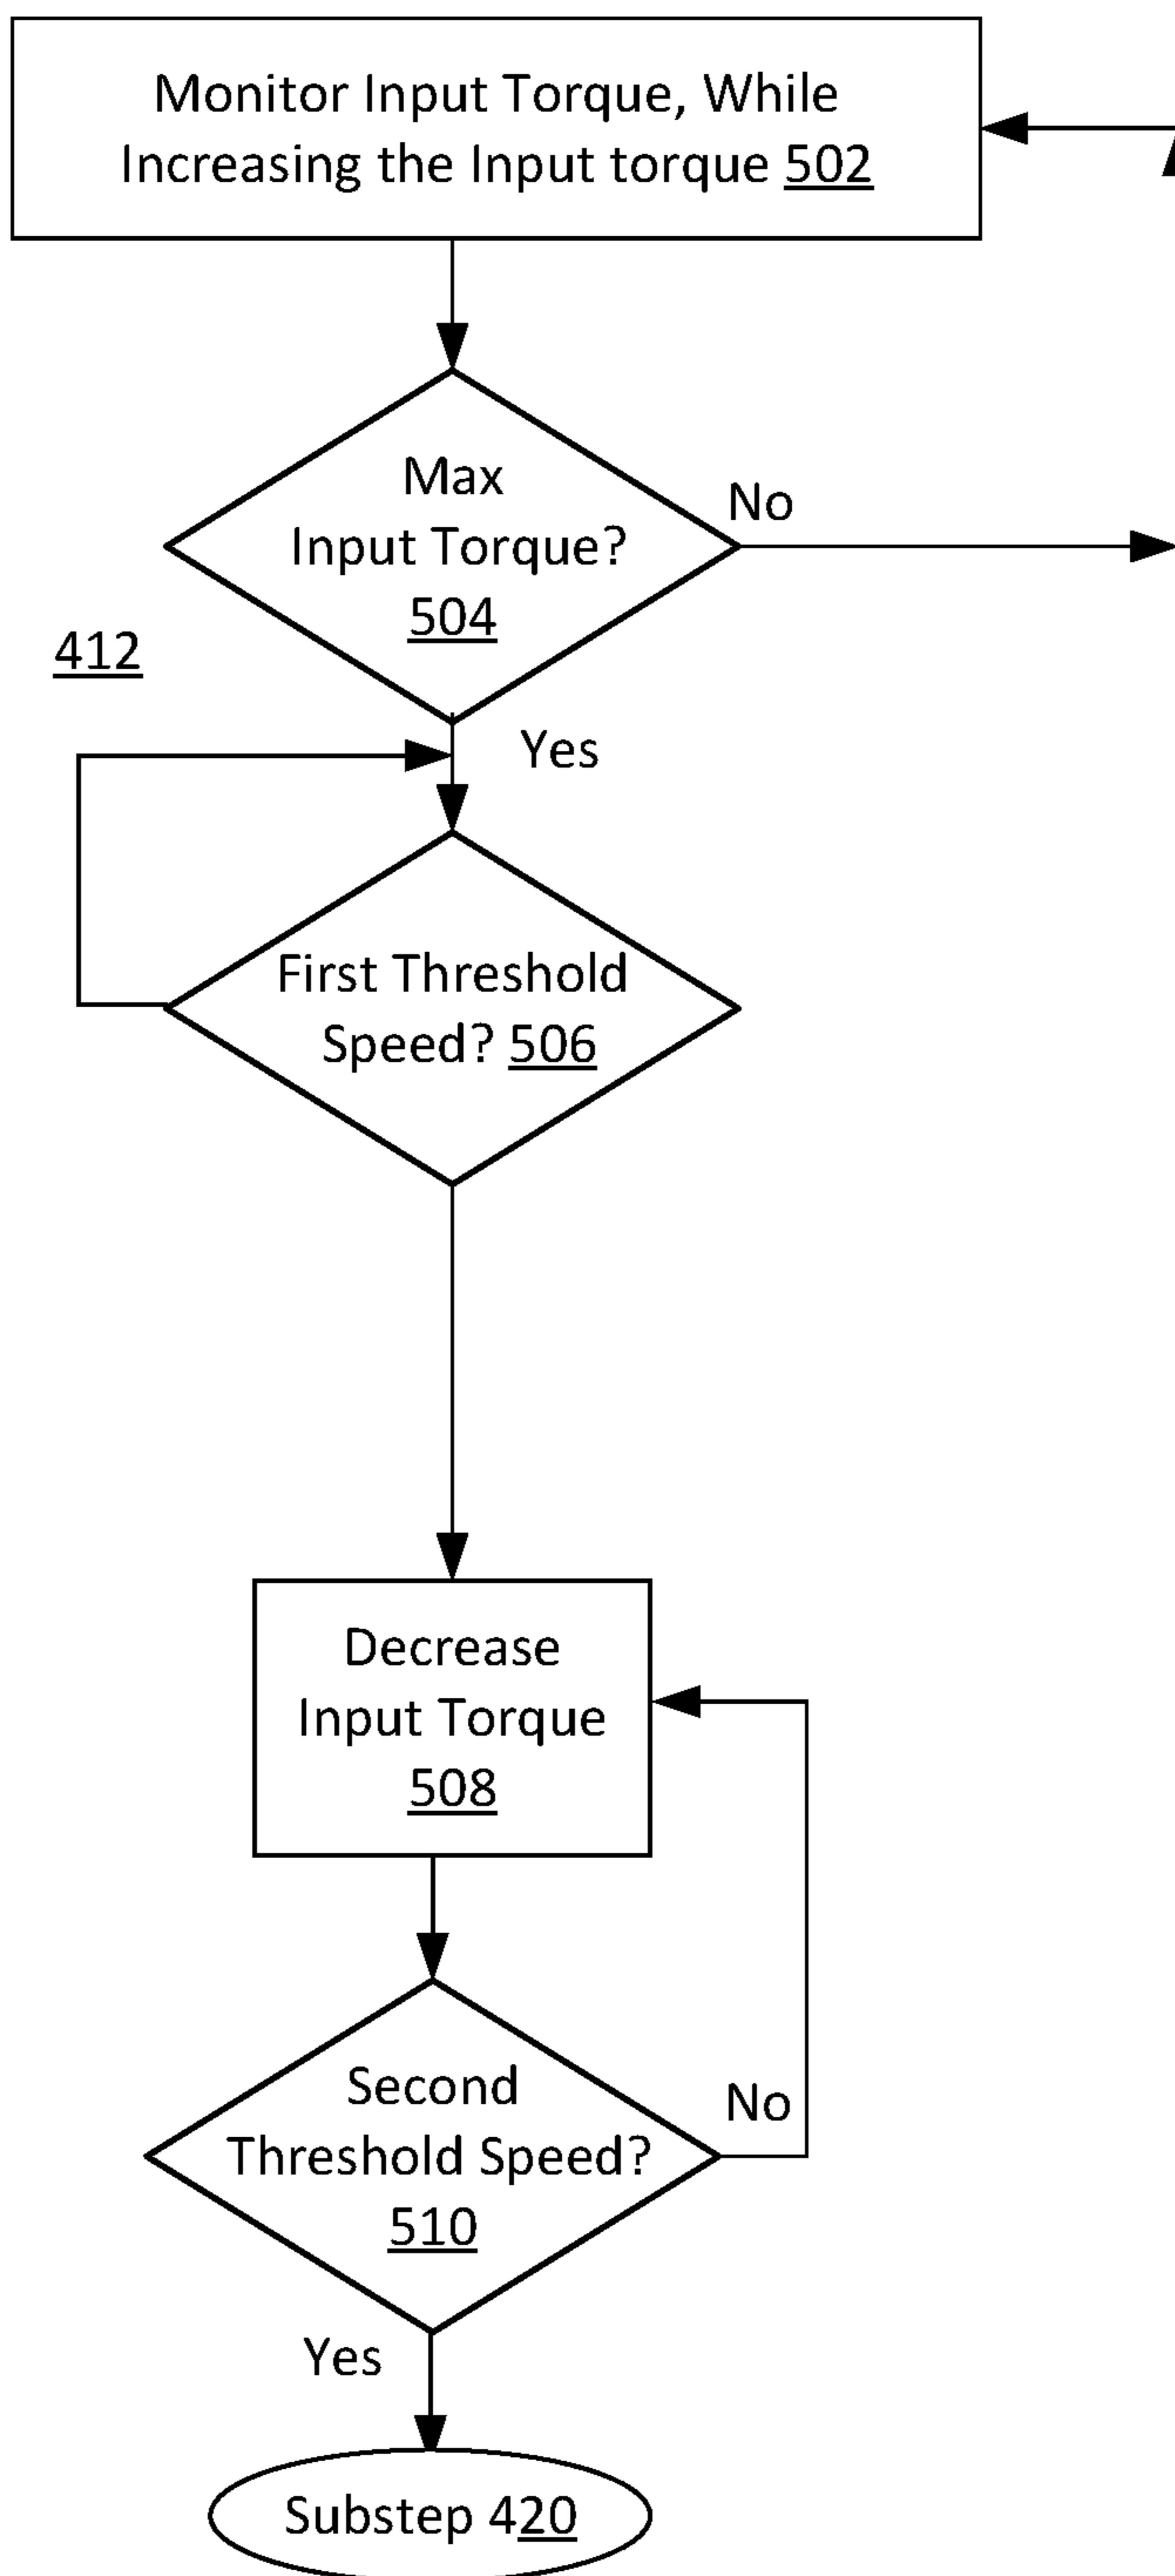 Monitor Input Torque, While
Increasing the Input torque 502
Max
Input Torque?
504
No
412
Yes
First Threshold
Speed? 506
Decrease
Input Torque
508
Second
Threshold Speed?
510
No
Yes
Substep 420